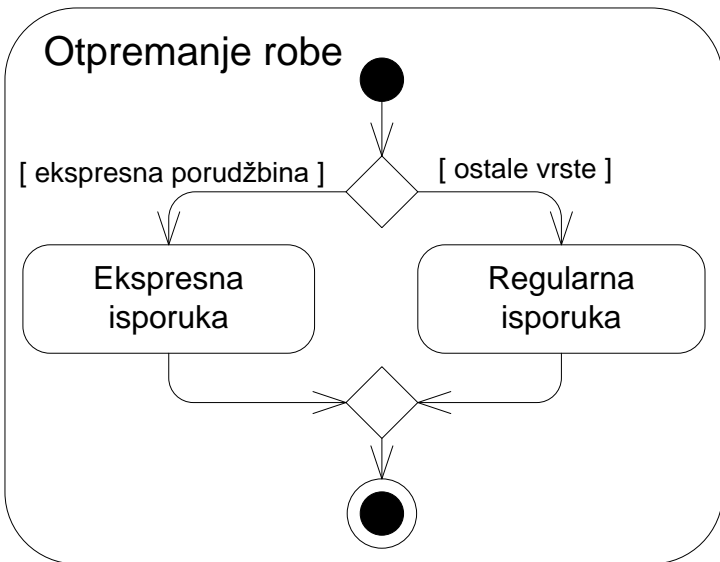 Otpremanje robe
[ ekspresna porudžbina ]
[ ostale vrste ]
Ekspresna
isporuka
Regularna
isporuka